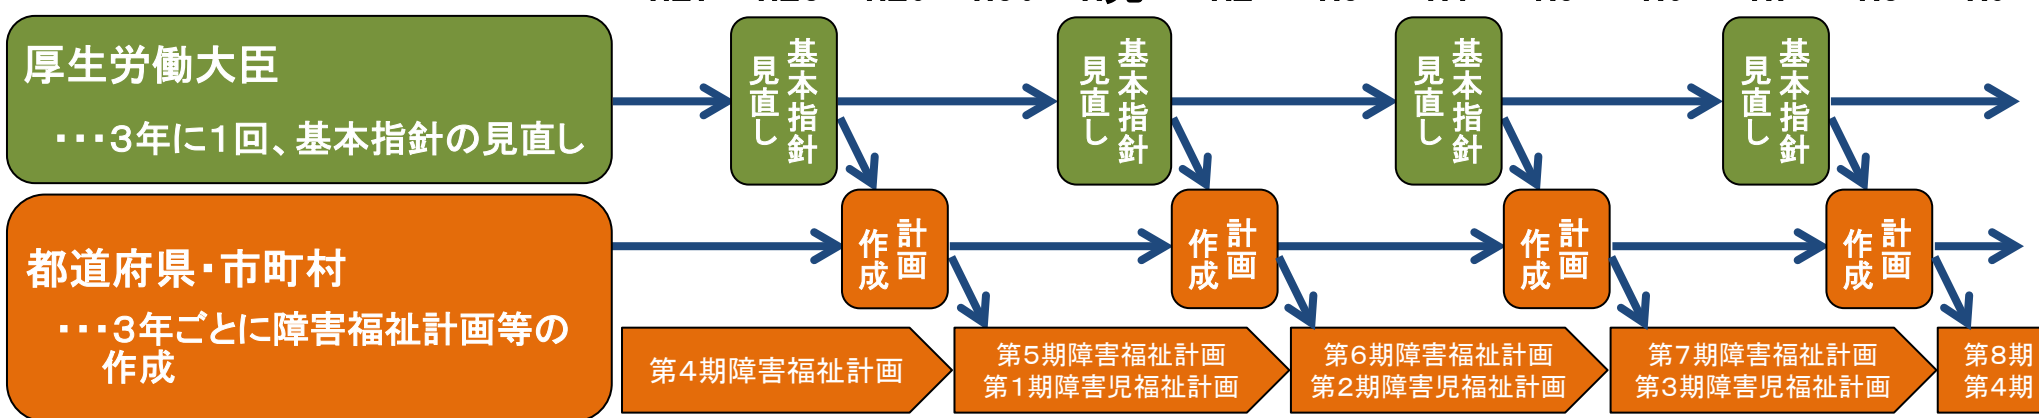 厚生労働大臣
･･･３年に１回、基本指針の見直し
基本指針
見直し
基本指針
見直し
基本指針
見直し
基本指針
見直し
都道府県・市町村
･･･３年ごとに障害福祉計画等の
作成
計画
作成
計画
作成
計画
作成
計画
作成
第４期障害福祉計画
第５期障害福祉計画
第１期障害児福祉計画
第６期障害福祉計画
第２期障害児福祉計画
第７期障害福祉計画
第３期障害児福祉計画
第８期
第４期